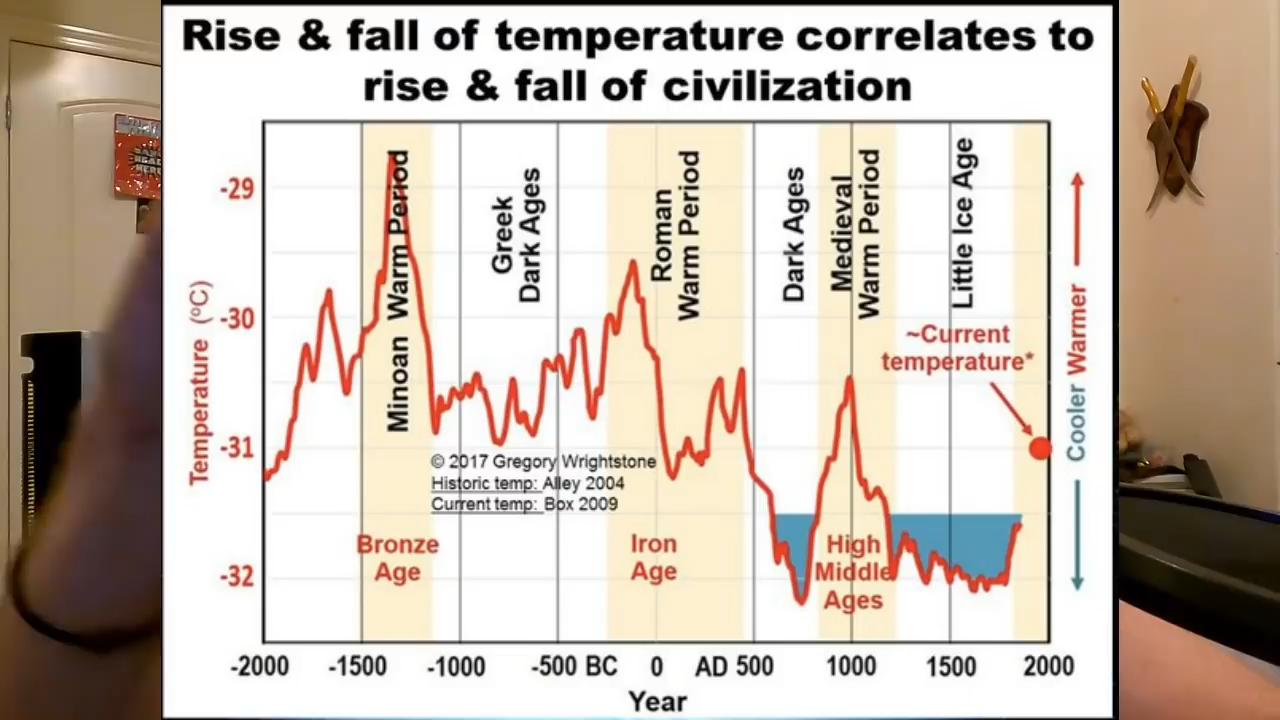 Rise & fall of temperature correlates to
rise & fall of civilization
Temperature (°C)
-29
-30
-31
-32
Minoan Warm Period
Greek
Dark Ages
Roman
Warm Period
Dark Ages
Medieval
Warm Period
Little Ice Age
~Current
temperature*
Cooler Warmer
© 2017 Gregory Wrightstone
Historic temp: Alley 2004
Current temp: Box 2009
Bronze
Age
Iron
Age
High
Middle
Ages
-2000 -1500 -1000 -500 BC 0 AD 500 1000 1500 2000
Year